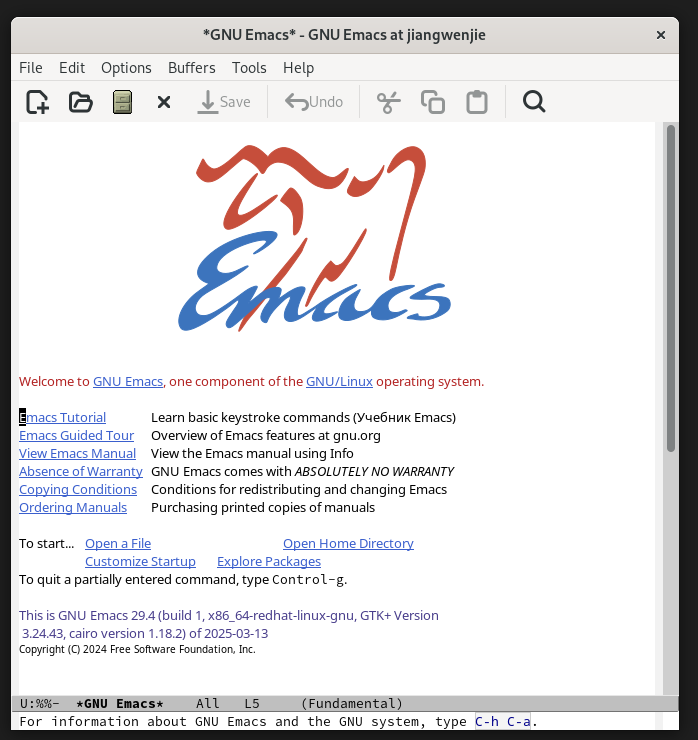 *GNU Emacs* - GNU Emacs at jiangwenjie
File Edit Options Buffers Tools Help
Save Undo
Emacs
Welcome to GNU Emacs, one component of the GNU/Linux operating system.
Emacs Tutorial Learn basic keystroke commands (Учебник Emacs)
Emacs Guided Tour Overview of Emacs features at gnu.org
View Emacs Manual View the Emacs manual using Info
Absence of Warranty GNU Emacs comes with ABSOLUTELY NO WARRANTY
Copying Conditions Conditions for redistributing and changing Emacs
Ordering Manuals Purchasing printed copies of manuals
To start... Open a File Open Home Directory
Customize Startup Explore Packages
To quit a partially entered command, type Control-g.
This is GNU Emacs 29.4 (build 1, x86_64-redhat-linux-gnu, GTK+ Version
3.24.43, cairo version 1.18.2) of 2025-03-13
Copyright (C) 2024 Free Software Foundation, Inc.
U:%%- *GNU Emacs* All L5 (Fundamental)
For information about GNU Emacs and the GNU system, type C-h C-a.